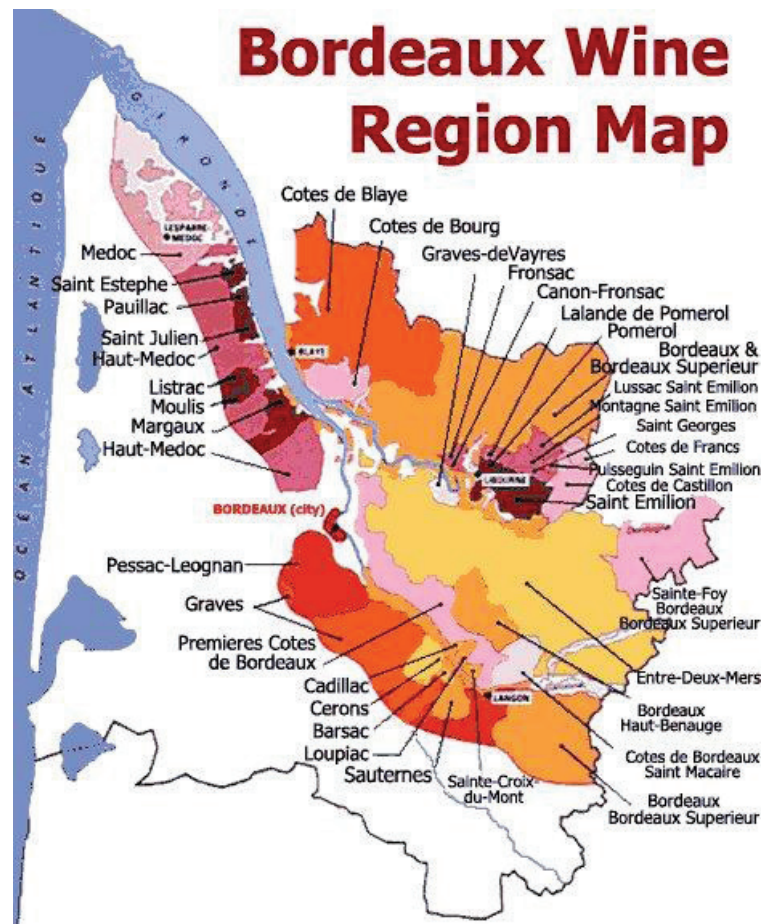 Bordeaux Wine
Region Map
GIRONDE
OCÉAN ATLANTIQUE
Cotes de Blaye
Cotes de Bourg
Graves-deVayres
Fronsac
Canon-Fronsac
Lalande de Pomerol
Pomerol
Bordeaux &
Bordeaux Superieur
Lussac Saint Emilion
Montagne Saint Emilion
Saint Georges
Cotes de Francs
Puisseguin Saint Emilion
Cotes de Castillon
Saint Emilion
LESPARRE-
MEDOC
Medoc
Saint Estephe
Pauillac
Saint Julien
Haut-Medoc
BLAYE
Listrac
Moulis
Margaux
Haut-Medoc
LIBOURNE
BORDEAUX (city)
Pessac-Leognan
Graves
Premieres Cotes
de Bordeaux
Cadillac
Cerons
Barsac
Loupiac
Sauternes
LANGON
Sainte-Croix-
du-Mont
Sainte-Foy
Bordeaux
Bordeaux Superieur
Entre-Deux-Mers
Bordeaux
Haut-Benauge
Cotes de Bordeaux
Saint Macaire
Bordeaux
Bordeaux Superieur